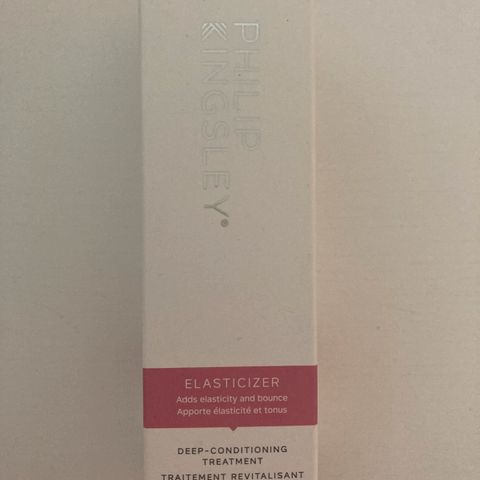 PHILIP
KINGSLEY®
ELASTICIZER
Adds elasticity and bounce
Apporte élasticité et tonus
DEEP-CONDITIONING
TREATMENT
TRAITEMENT REVITALISANT